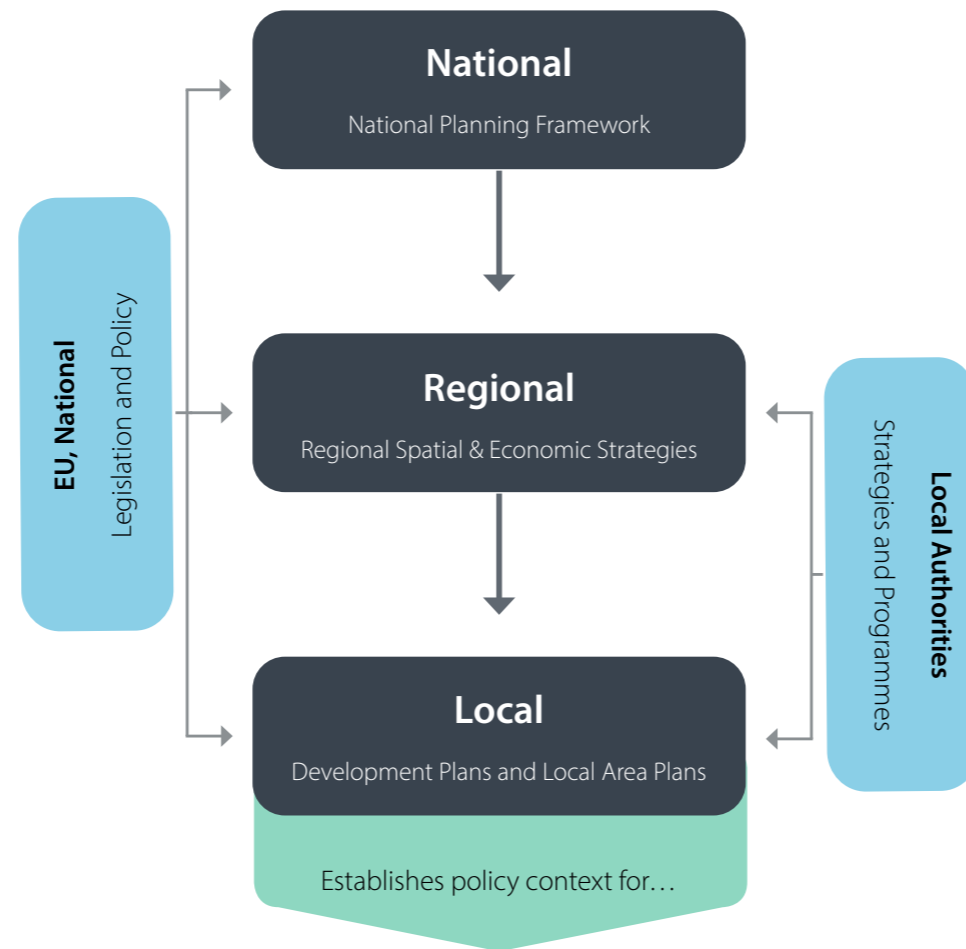 National
National Planning Framework
EU, National
Legislation and Policy
Regional
Regional Spatial & Economic Strategies
Local Authorities
Strategies and Programmes
Local
Development Plans and Local Area Plans
Establishes policy context for…